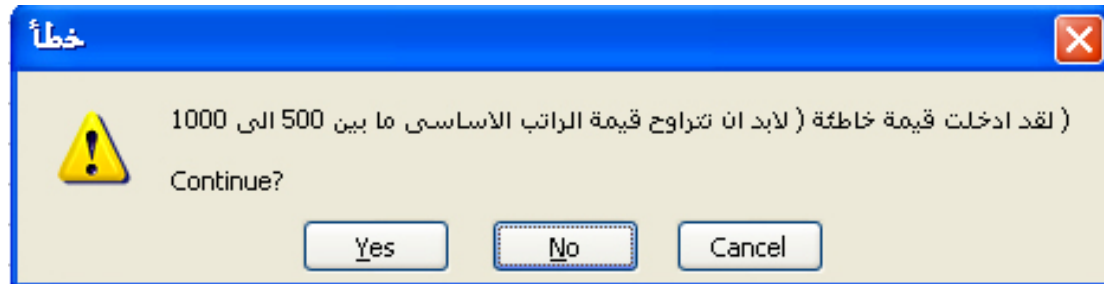 خطأ
لقد ادخلت قيمة خاطئة ( لابد ان تتراوح قيمة الراتب الاساسى ما بين 500 الى 1000 )
Continue?
Yes No Cancel